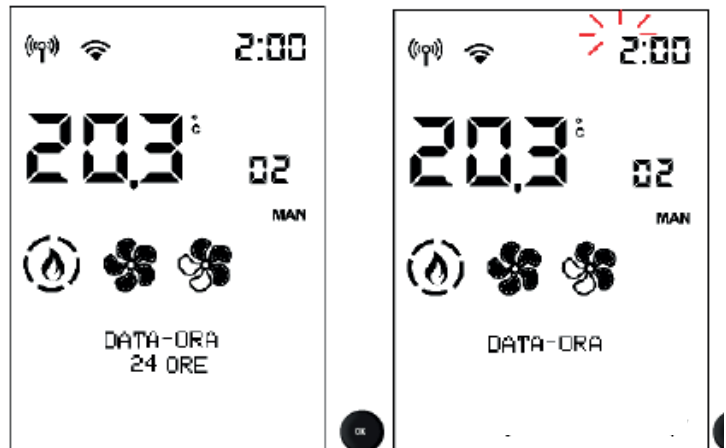 2:00
20,3 °C
02
MAN
DATA-ORA
24 ORE
OK
2:00
20,3 °C
02
MAN
DATA-ORA